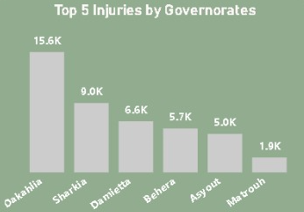 Top 5 Injuries by Governorates
15.6K
9.0K
6.6K
5.7K
5.0K
1.9K
Dakahlia
Sharkia
Damietta
Behera
Asyout
Matrouh